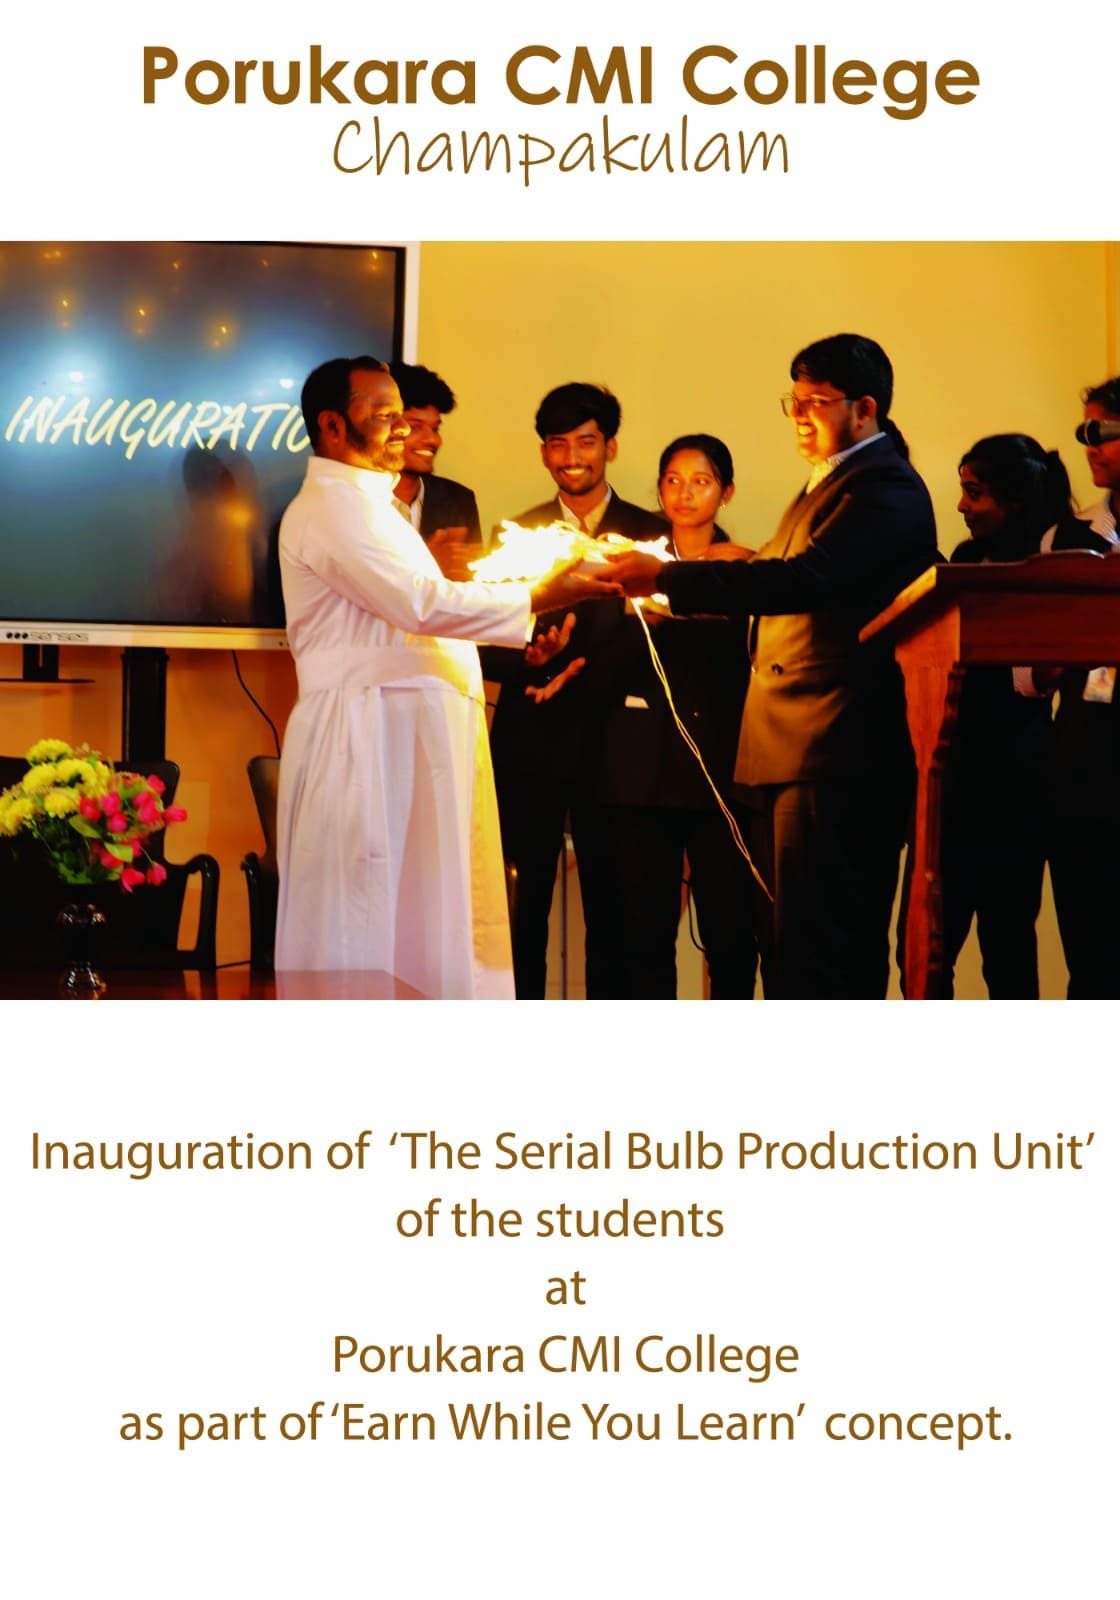 Porukara CMI College
Champakulam
INAUGURATIO
senses
Inauguration of ‘The Serial Bulb Production Unit’
of the students
at
Porukara CMI College
as part of ‘Earn While You Learn’ concept.